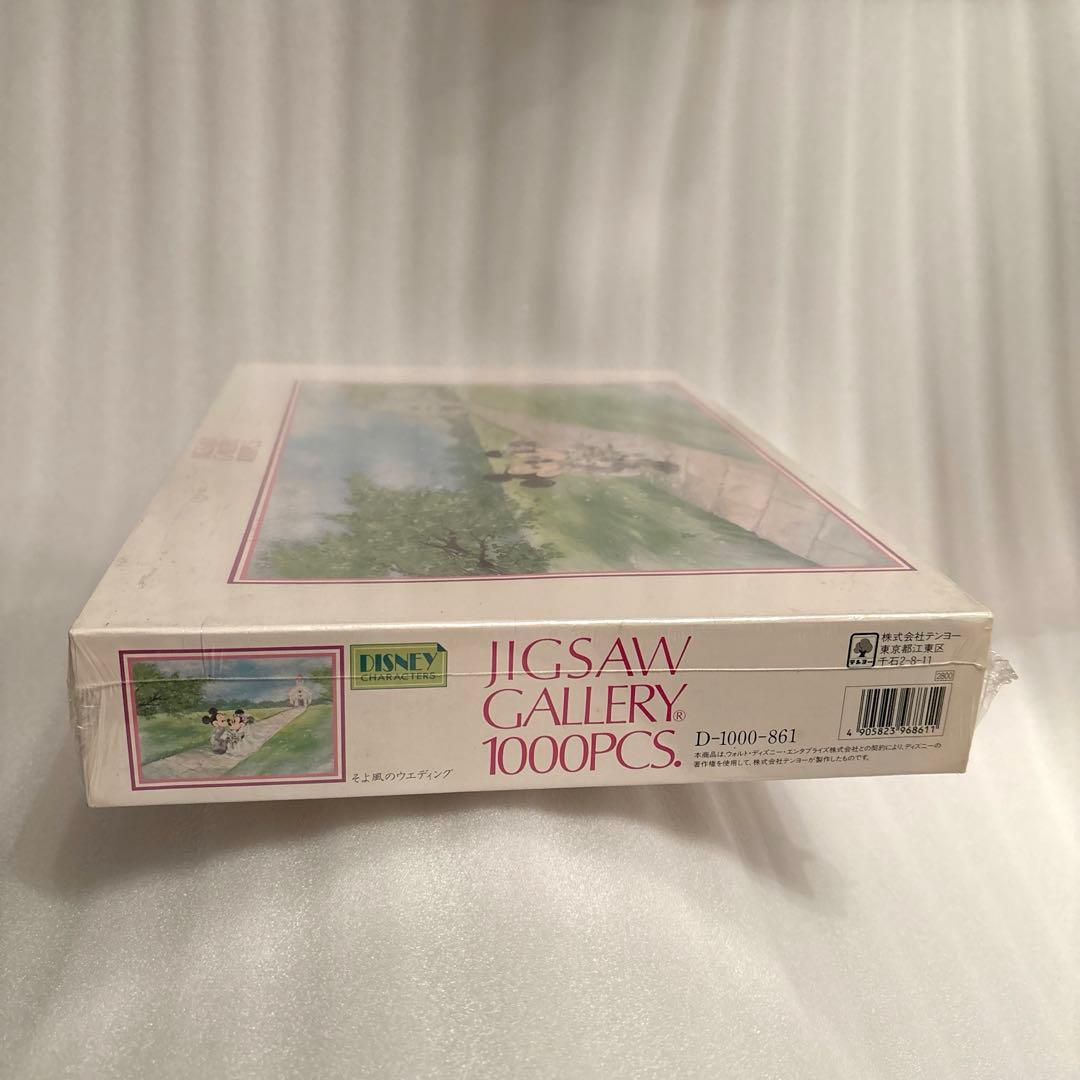 DISNEY
CHARACTERS
そよ風のウエディング
JIGSAW
GALLERY®
1000PCS.
D-1000-861
テンヨー
株式会社テンヨー
東京都江東区
千石2-8-11
2800
4 905823 968611
本商品は、ウォルト・ディズニー・エンタプライズ株式会社との契約により、ディズニーの
著作権を使用して、株式会社テンヨーが製作したものです。